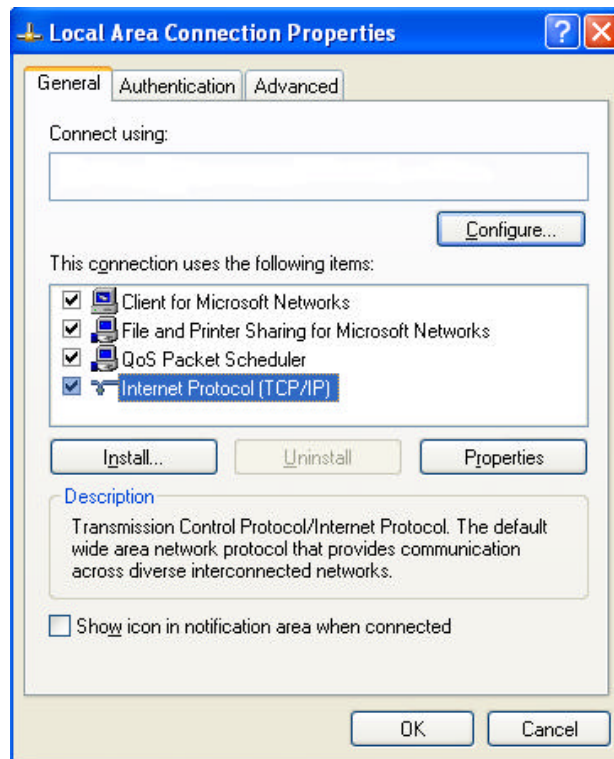 Local Area Connection Properties
?
X
General Authentication Advanced
Connect using:
Configure...
This connection uses the following items:
Client for Microsoft Networks
File and Printer Sharing for Microsoft Networks
QoS Packet Scheduler
Internet Protocol (TCP/IP)
Install... Uninstall Properties
Description
Transmission Control Protocol/Internet Protocol. The default
wide area network protocol that provides communication
across diverse interconnected networks.
Show icon in notification area when connected
OK Cancel